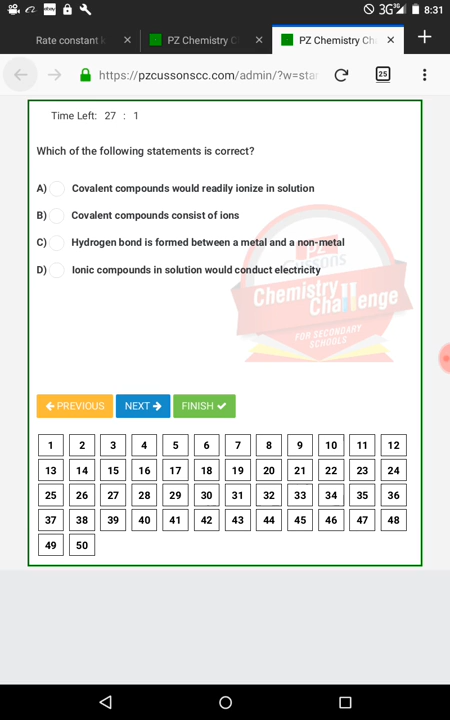 3G 3G 8:31
Rate constant k × PZ Chemistry C × PZ Chemistry Ch × +
https://pzcussonscc.com/admin/?w=sta 25
Time Left: 27 : 1
Which of the following statements is correct?
A) Covalent compounds would readily ionize in solution
B) Covalent compounds consist of ions
C) Hydrogen bond is formed between a metal and a non-metal
D) Ionic compounds in solution would conduct electricity
PZ
Cussons
Chemistry
Challenge
FOR SECONDARY
SCHOOLS
PREVIOUS NEXT FINISH
1 2 3 4 5 6 7 8 9 10 11 12
13 14 15 16 17 18 19 20 21 22 23 24
25 26 27 28 29 30 31 32 33 34 35 36
37 38 39 40 41 42 43 44 45 46 47 48
49 50